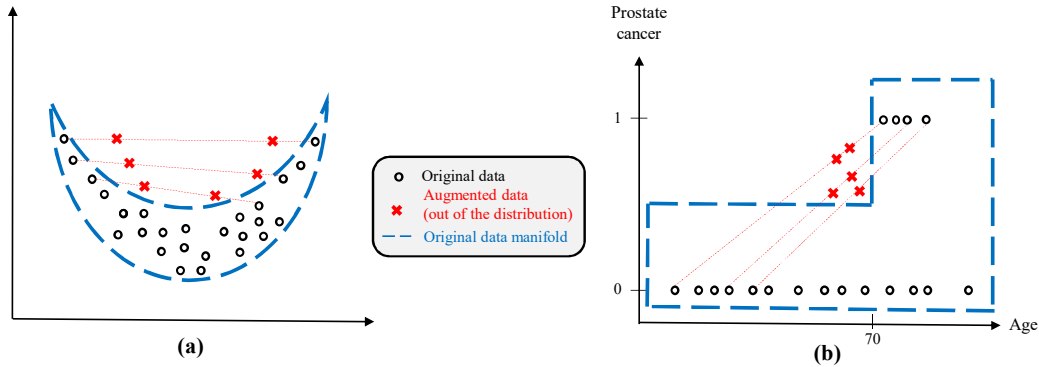 (a)
Original data
Augmented data
(out of the distribution)
Original data manifold
Prostate
cancer
1
0
70
Age
(b)